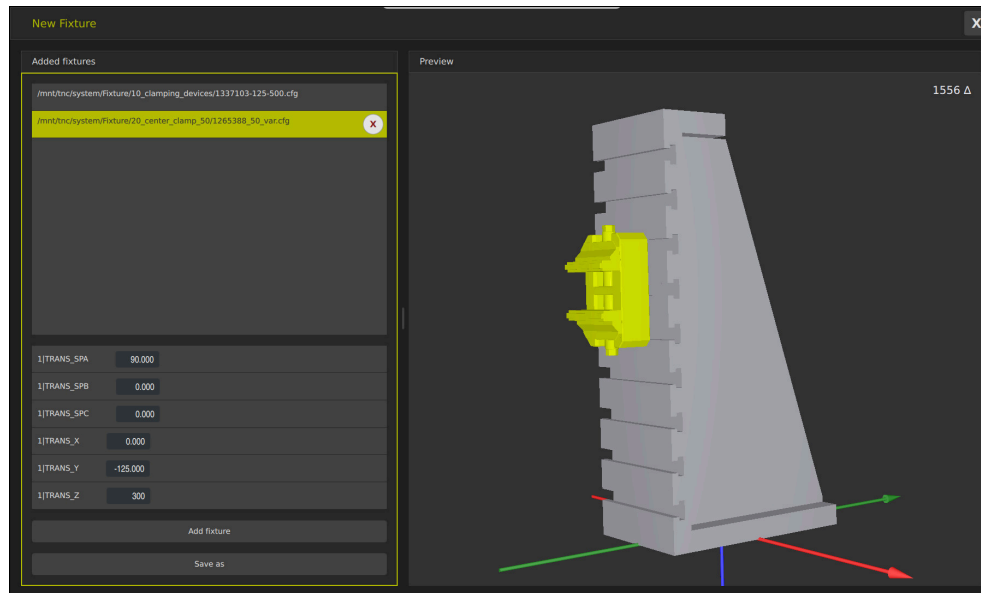 New Fixture
X
Added fixtures
/mnt/tnc/system/Fixture/10_clamping_devices/1337103-125-500.cfg
/mnt/tnc/system/Fixture/20_center_clamp_50/1265388_50_var.cfg
x
1|TRANS_SPA 90.000
1|TRANS_SPB 0.000
1|TRANS_SPC 0.000
1|TRANS_X 0.000
1|TRANS_Y -125.000
1|TRANS_Z 300
Add fixture
Save as
Preview
1556 Δ